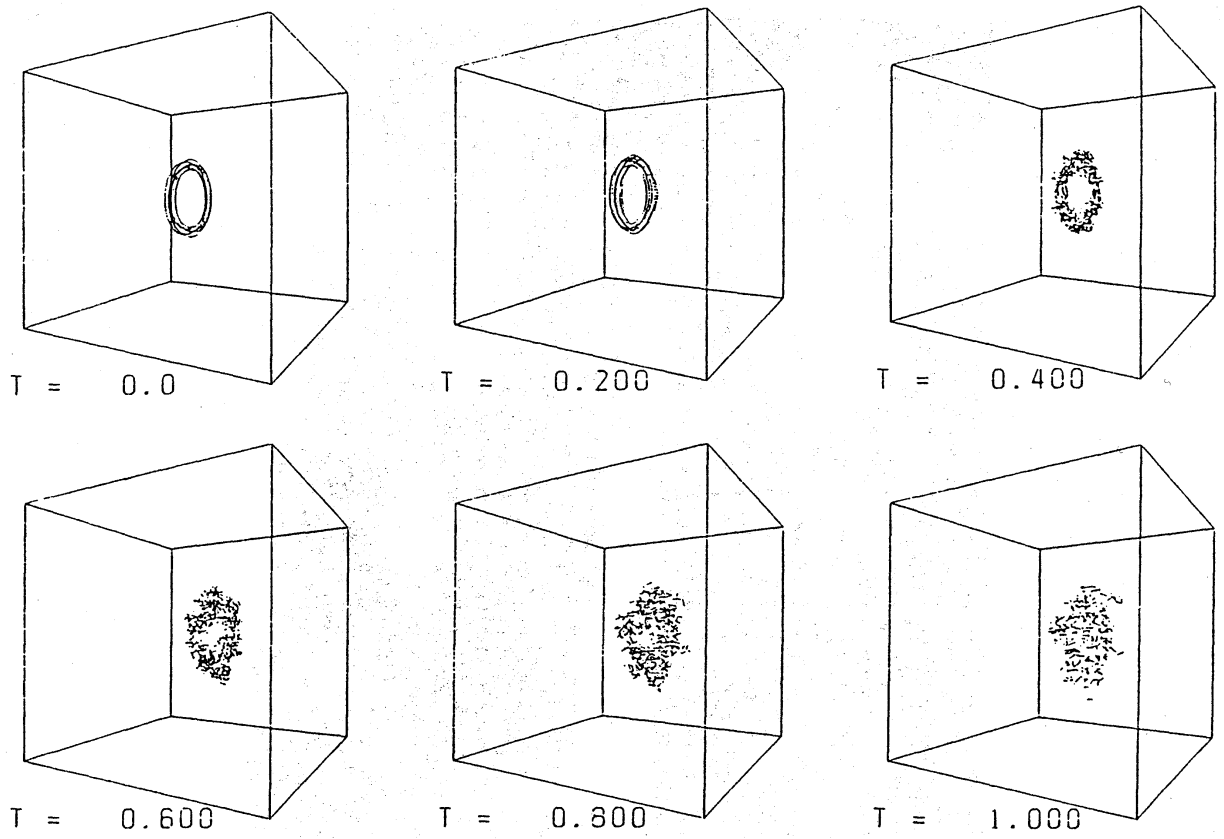 T = 0.0
T = 0.200
T = 0.400
T = 0.600
T = 0.800
T = 1.000